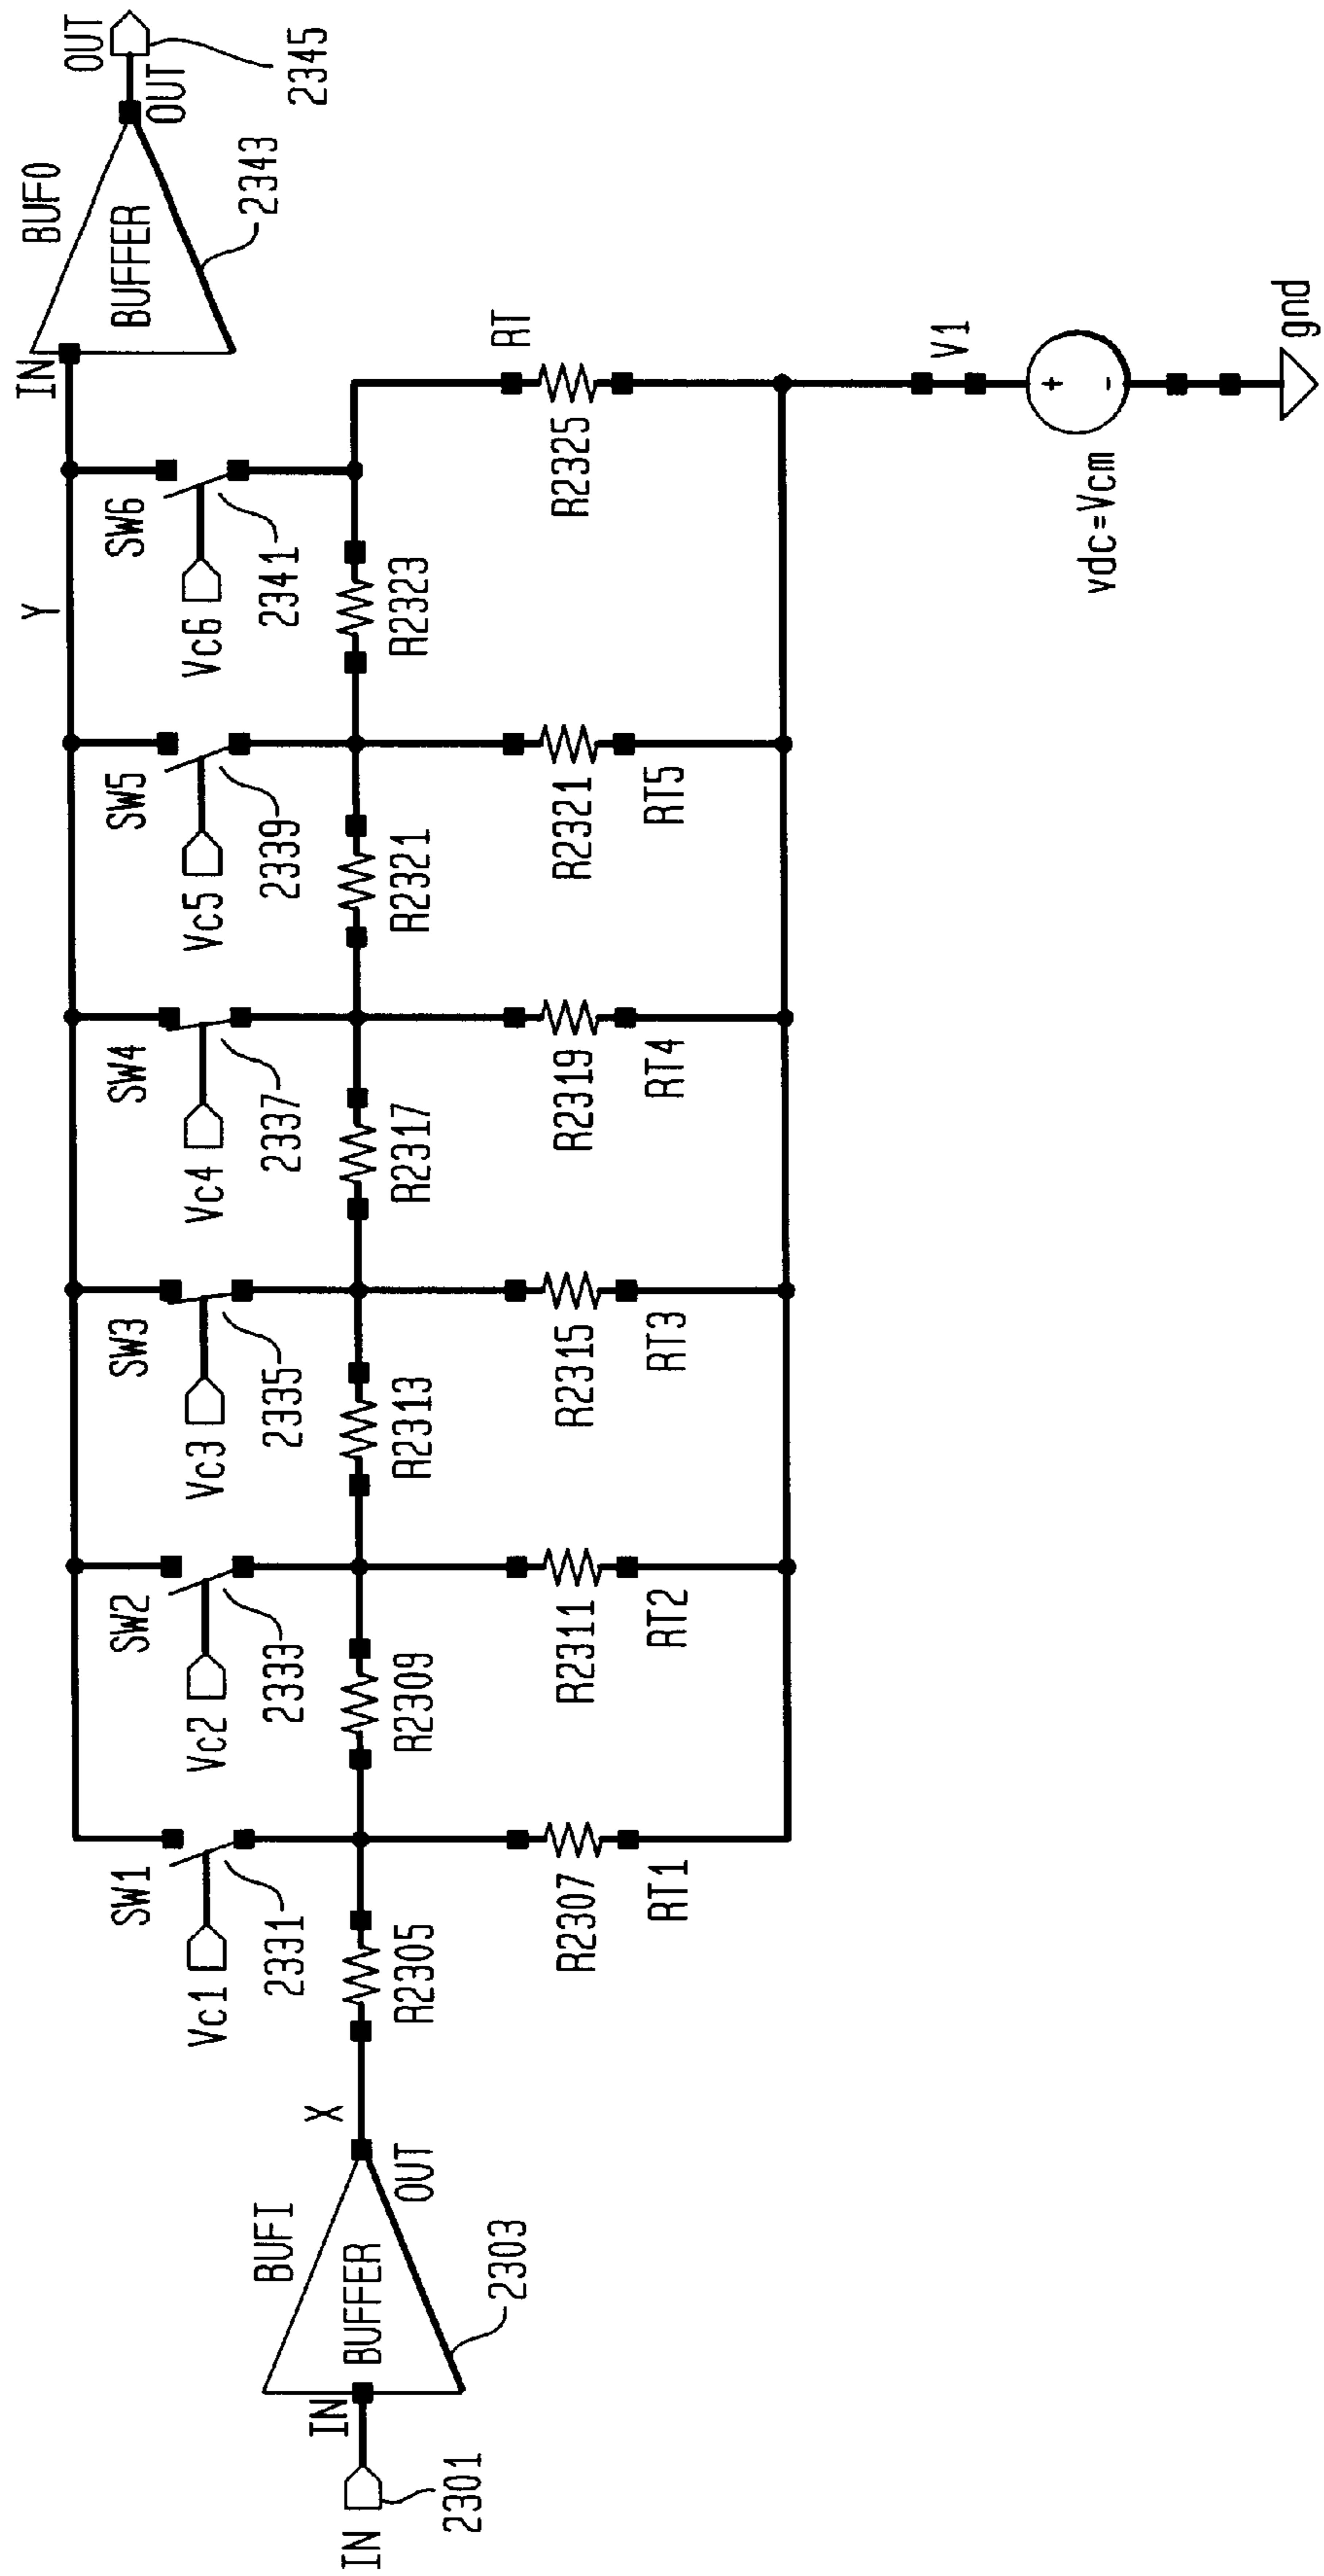 IN
2301
IN
BUFI
BUFFER
2303
OUT
X
R2305
Vc1
SW1
2331
R2307
RT1
R2309
Vc2
SW2
2333
R2311
RT2
R2313
Vc3
SW3
2335
R2315
RT3
R2317
Vc4
SW4
2337
R2319
RT4
R2321
Vc5
SW5
2339
R2321
RT5
R2323
Vc6
SW6
2341
Y
R2325
RT
IN
BUFO
BUFFER
2343
OUT
OUT
2345
V1
+
-
vdc=Vcm
gnd